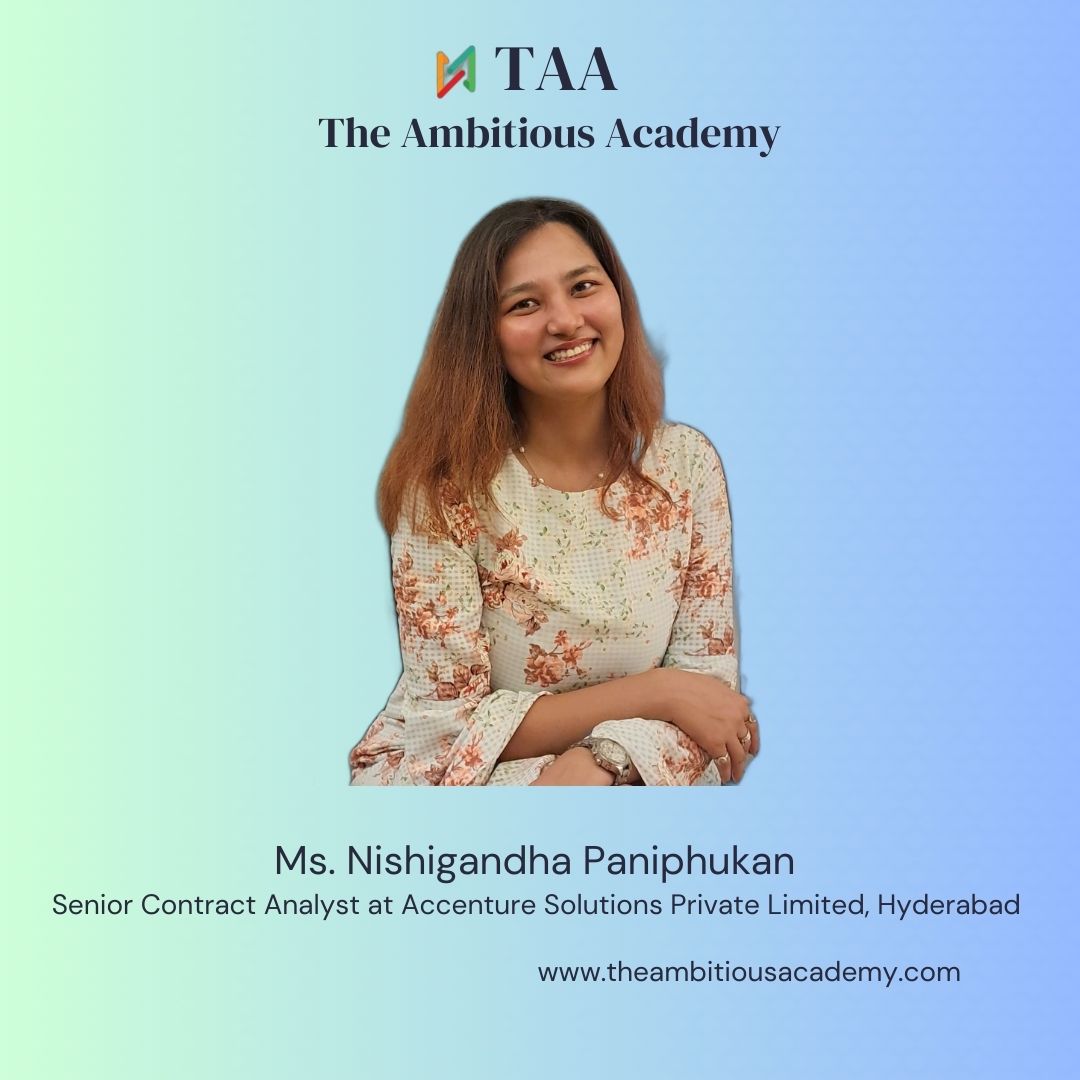 TAA
The Ambitious Academy
Ms. Nishigandha Paniphukan
Senior Contract Analyst at Accenture Solutions Private Limited, Hyderabad
www.theambitiousacademy.com